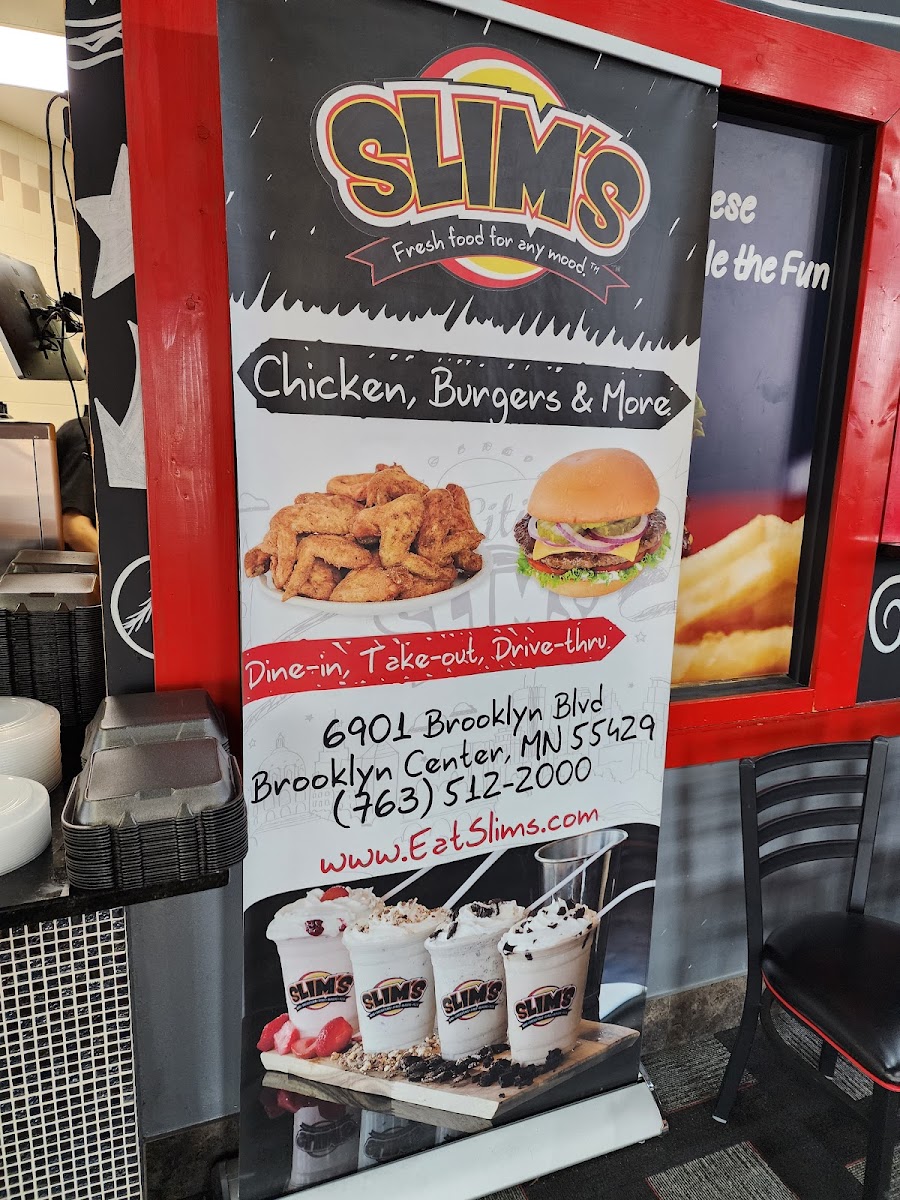 SLIM'S
Fresh food for any mood.™
ese
le the Fun
Chicken, Burgers & More
Dine-in, Take-out, Drive-thru
6901 Brooklyn Blvd
Brooklyn Center, MN 55429
(763) 512-2000
www.EatSlims.com
SLIM'S
SLIM'S
SLIM'S
SLIM'S